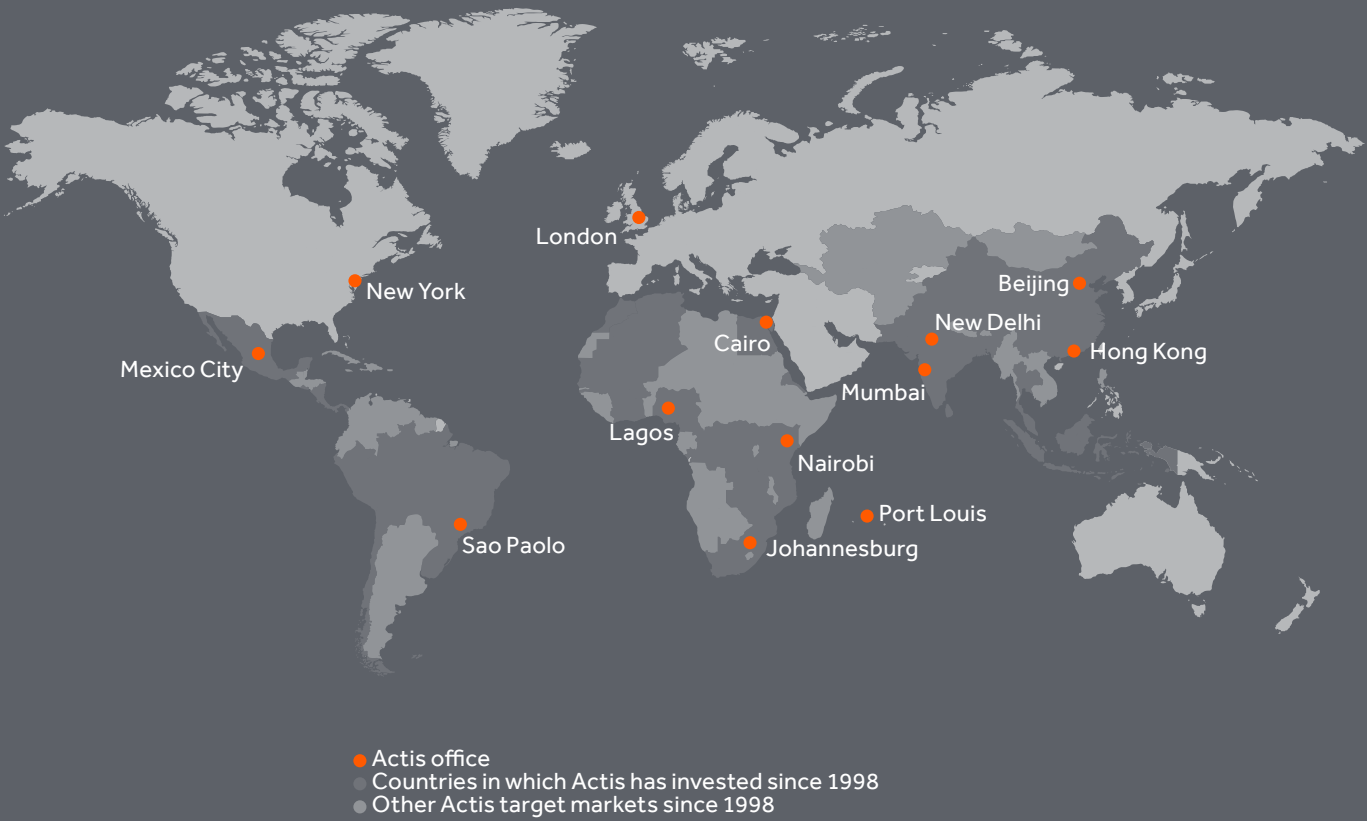 London
New York
Beijing
New Delhi
Cairo
Hong Kong
Mexico City
Mumbai
Lagos
Nairobi
Port Louis
Sao Paolo
Johannesburg
Actis office
Countries in which Actis has invested since 1998
Other Actis target markets since 1998